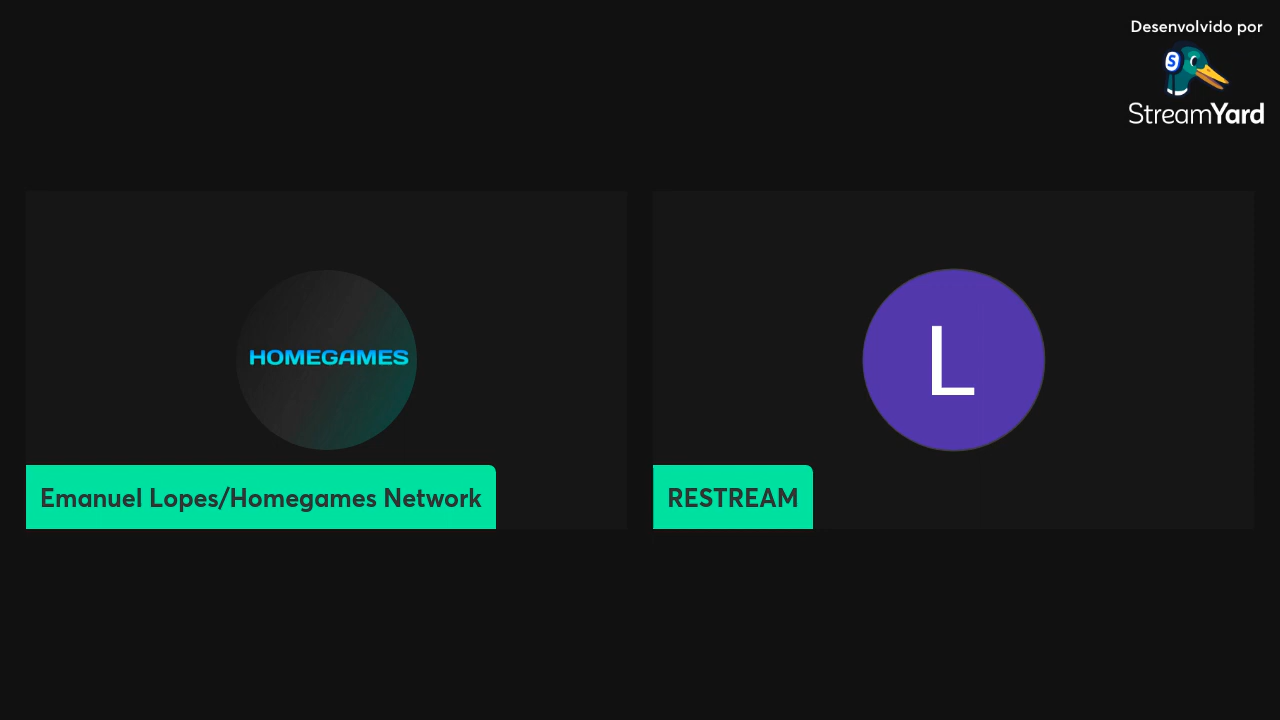 Desenvolvido por
S
StreamYard
HOMEGAMES
L
Emanuel Lopes/Homegames Network
RESTREAM